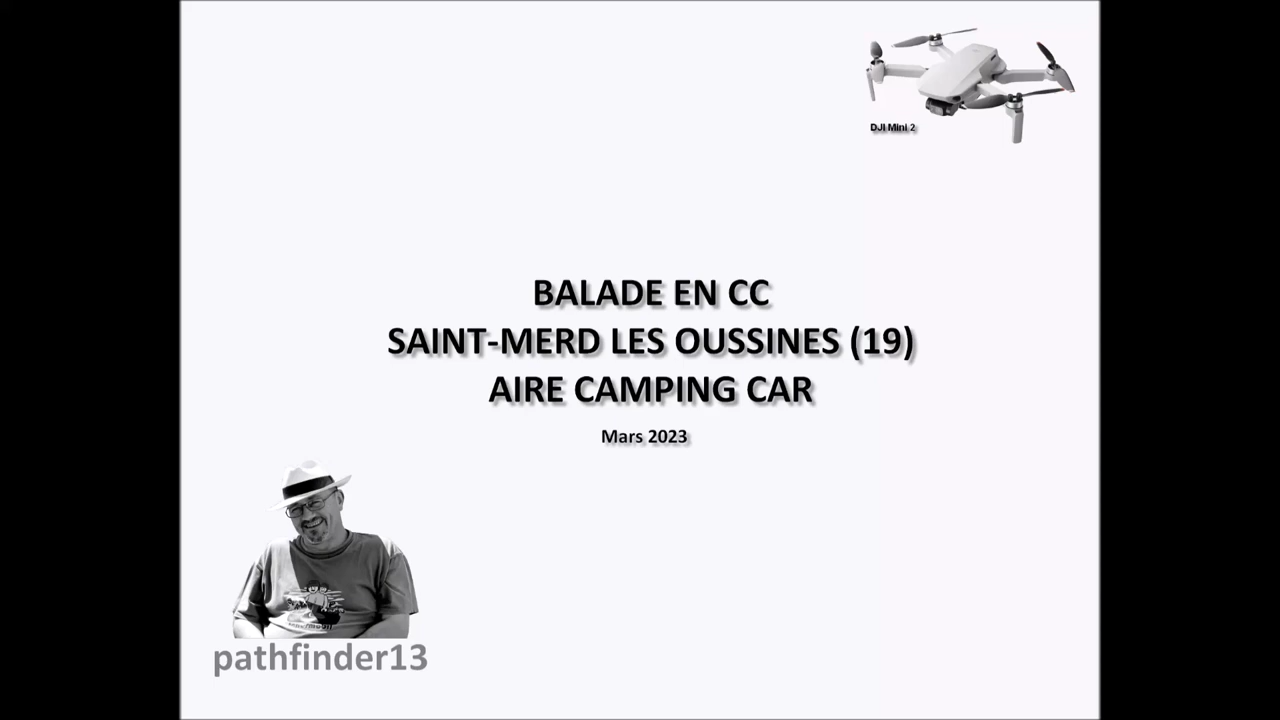 DJI Mini 2
BALADE EN CC
SAINT-MERD LES OUSSINES (19)
AIRE CAMPING CAR
Mars 2023
pathfinder13